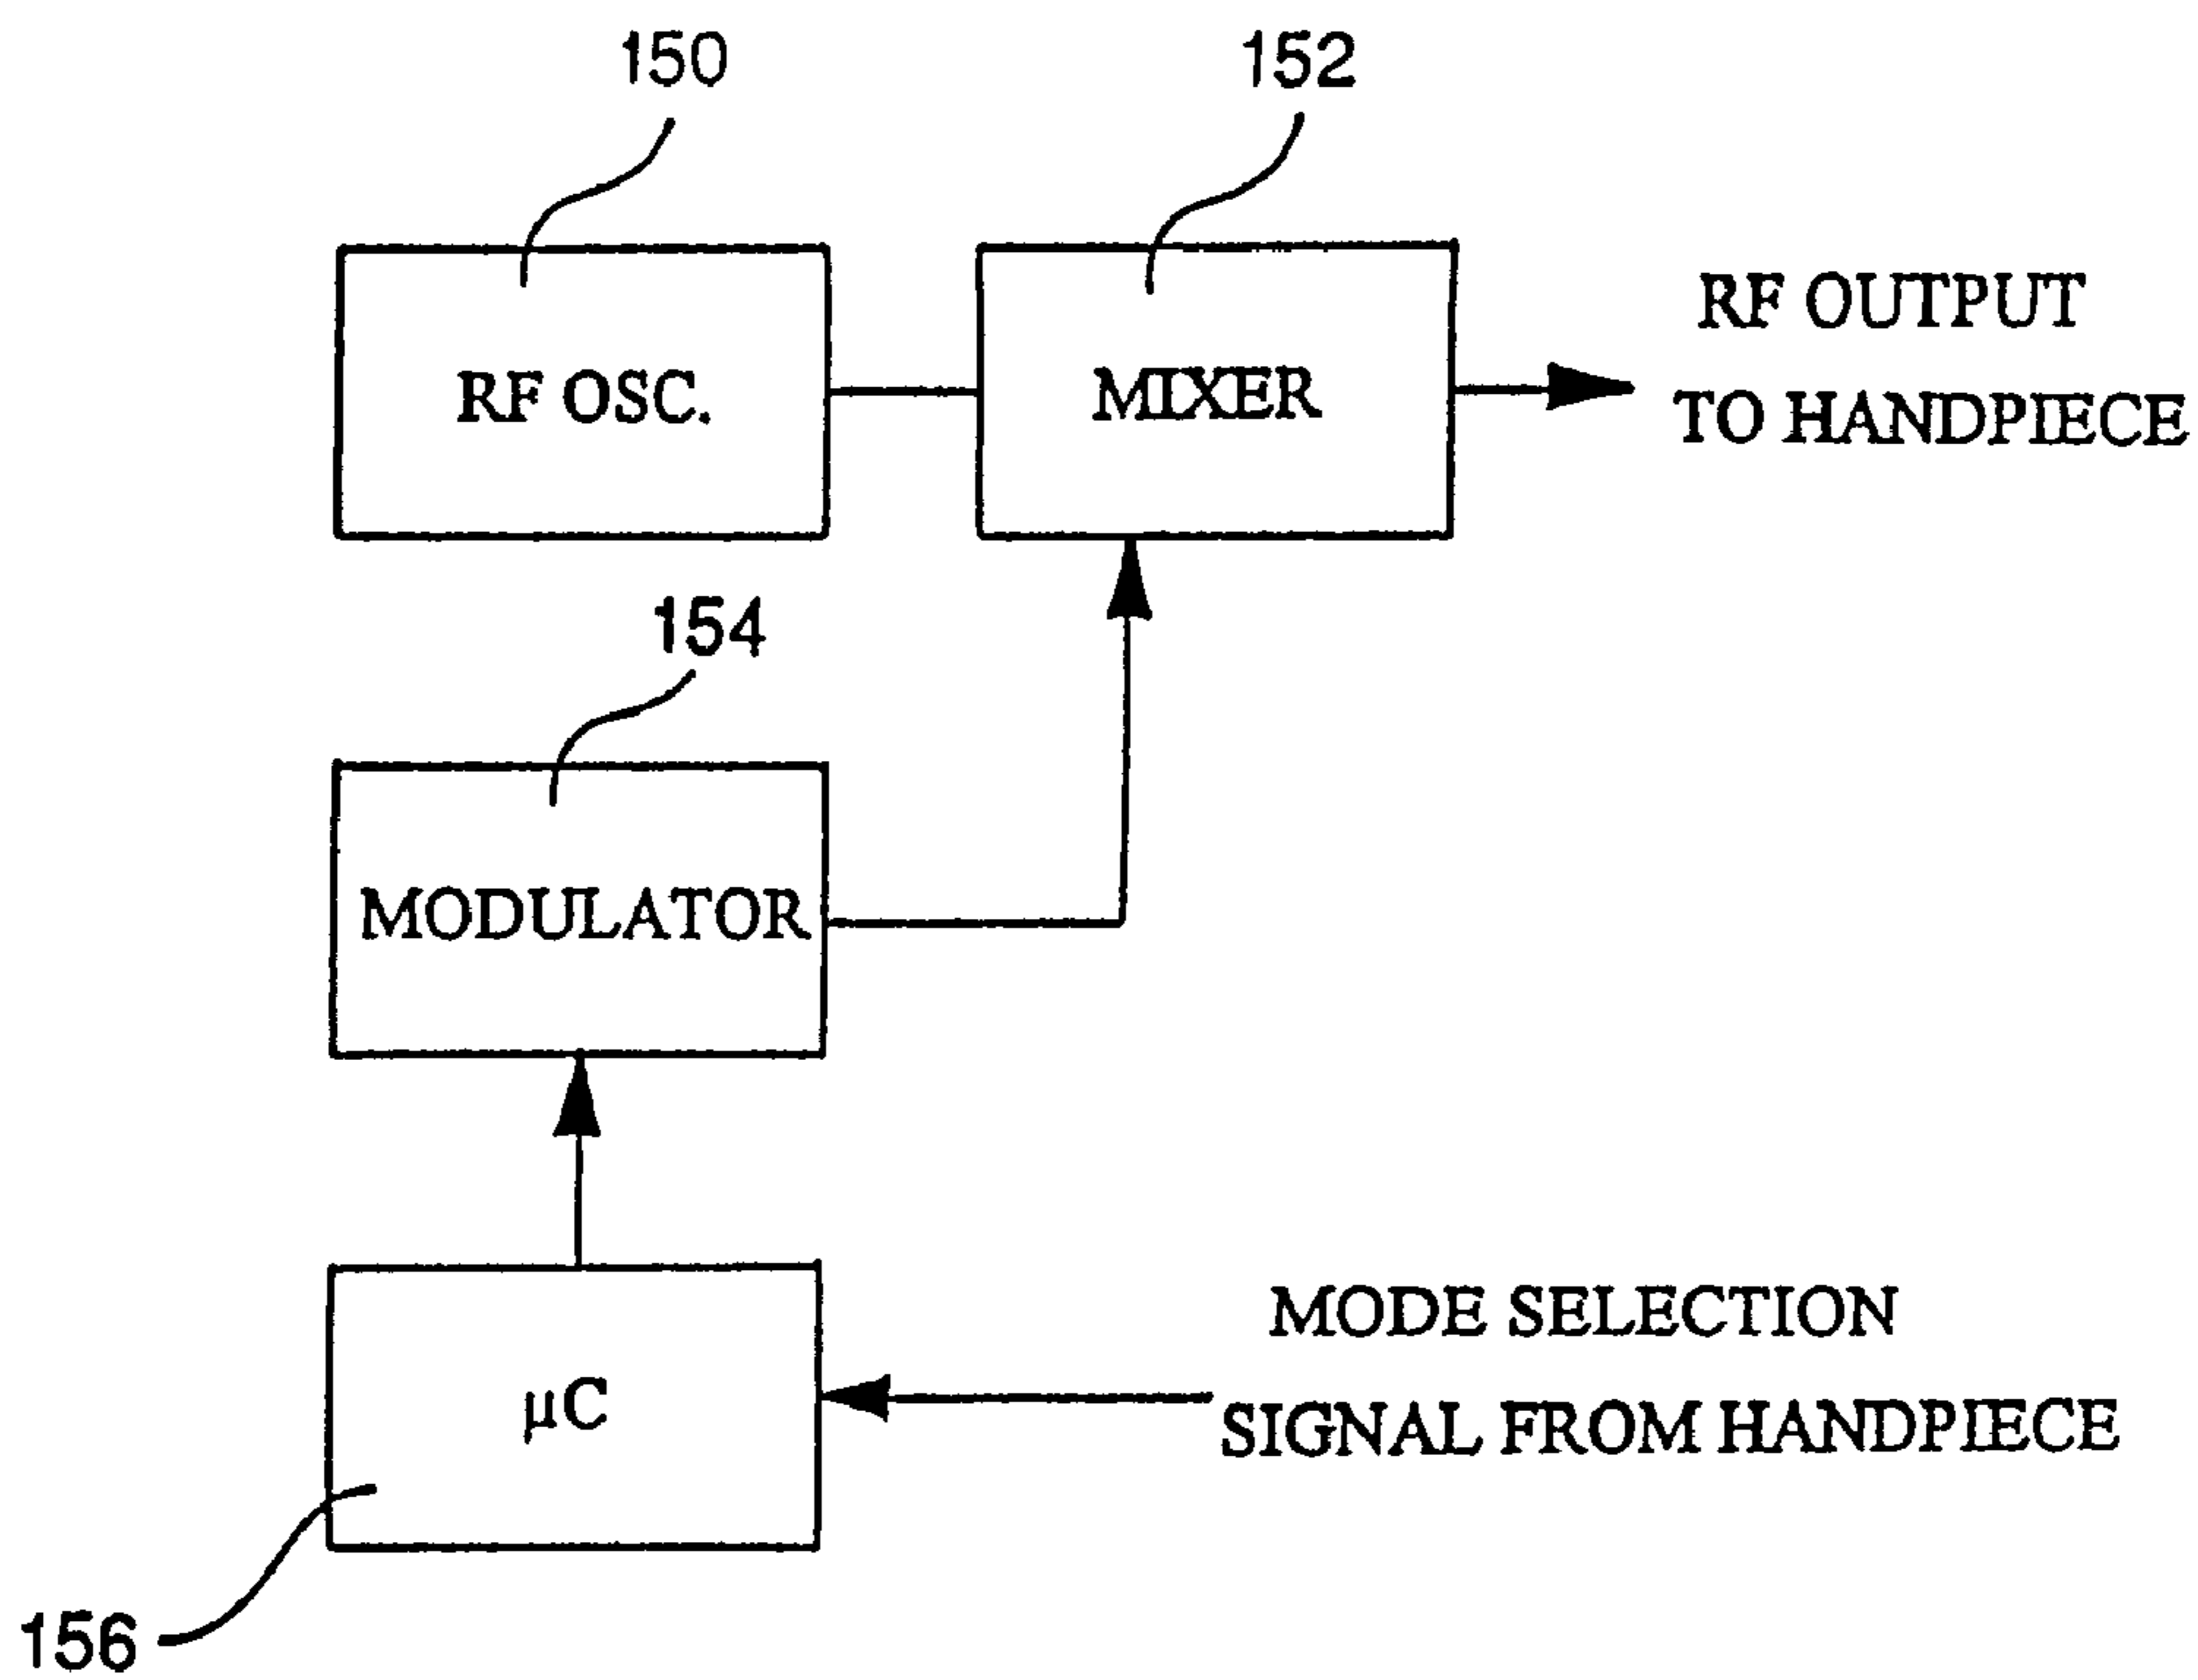 150
152
RF OSC.
MIXER
RF OUTPUT
TO HANDPIECE
154
MODULATOR
µC
MODE SELECTION
SIGNAL FROM HANDPIECE
156